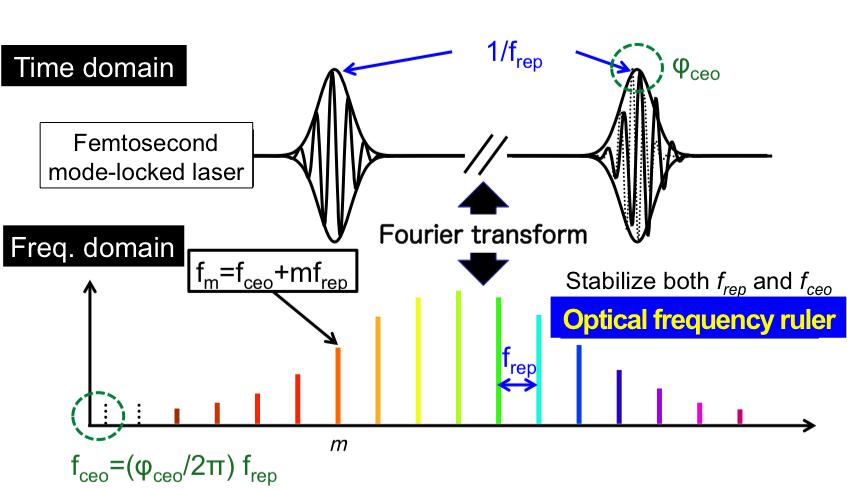 1/frep
Time domain
φceo
Femtosecond
mode-locked laser
Fourier transform
Freq. domain
fm=fceo+mfrep
Stabilize both frep and fceo
Optical frequency ruler
frep
m
fceo=(φceo/2π) frep